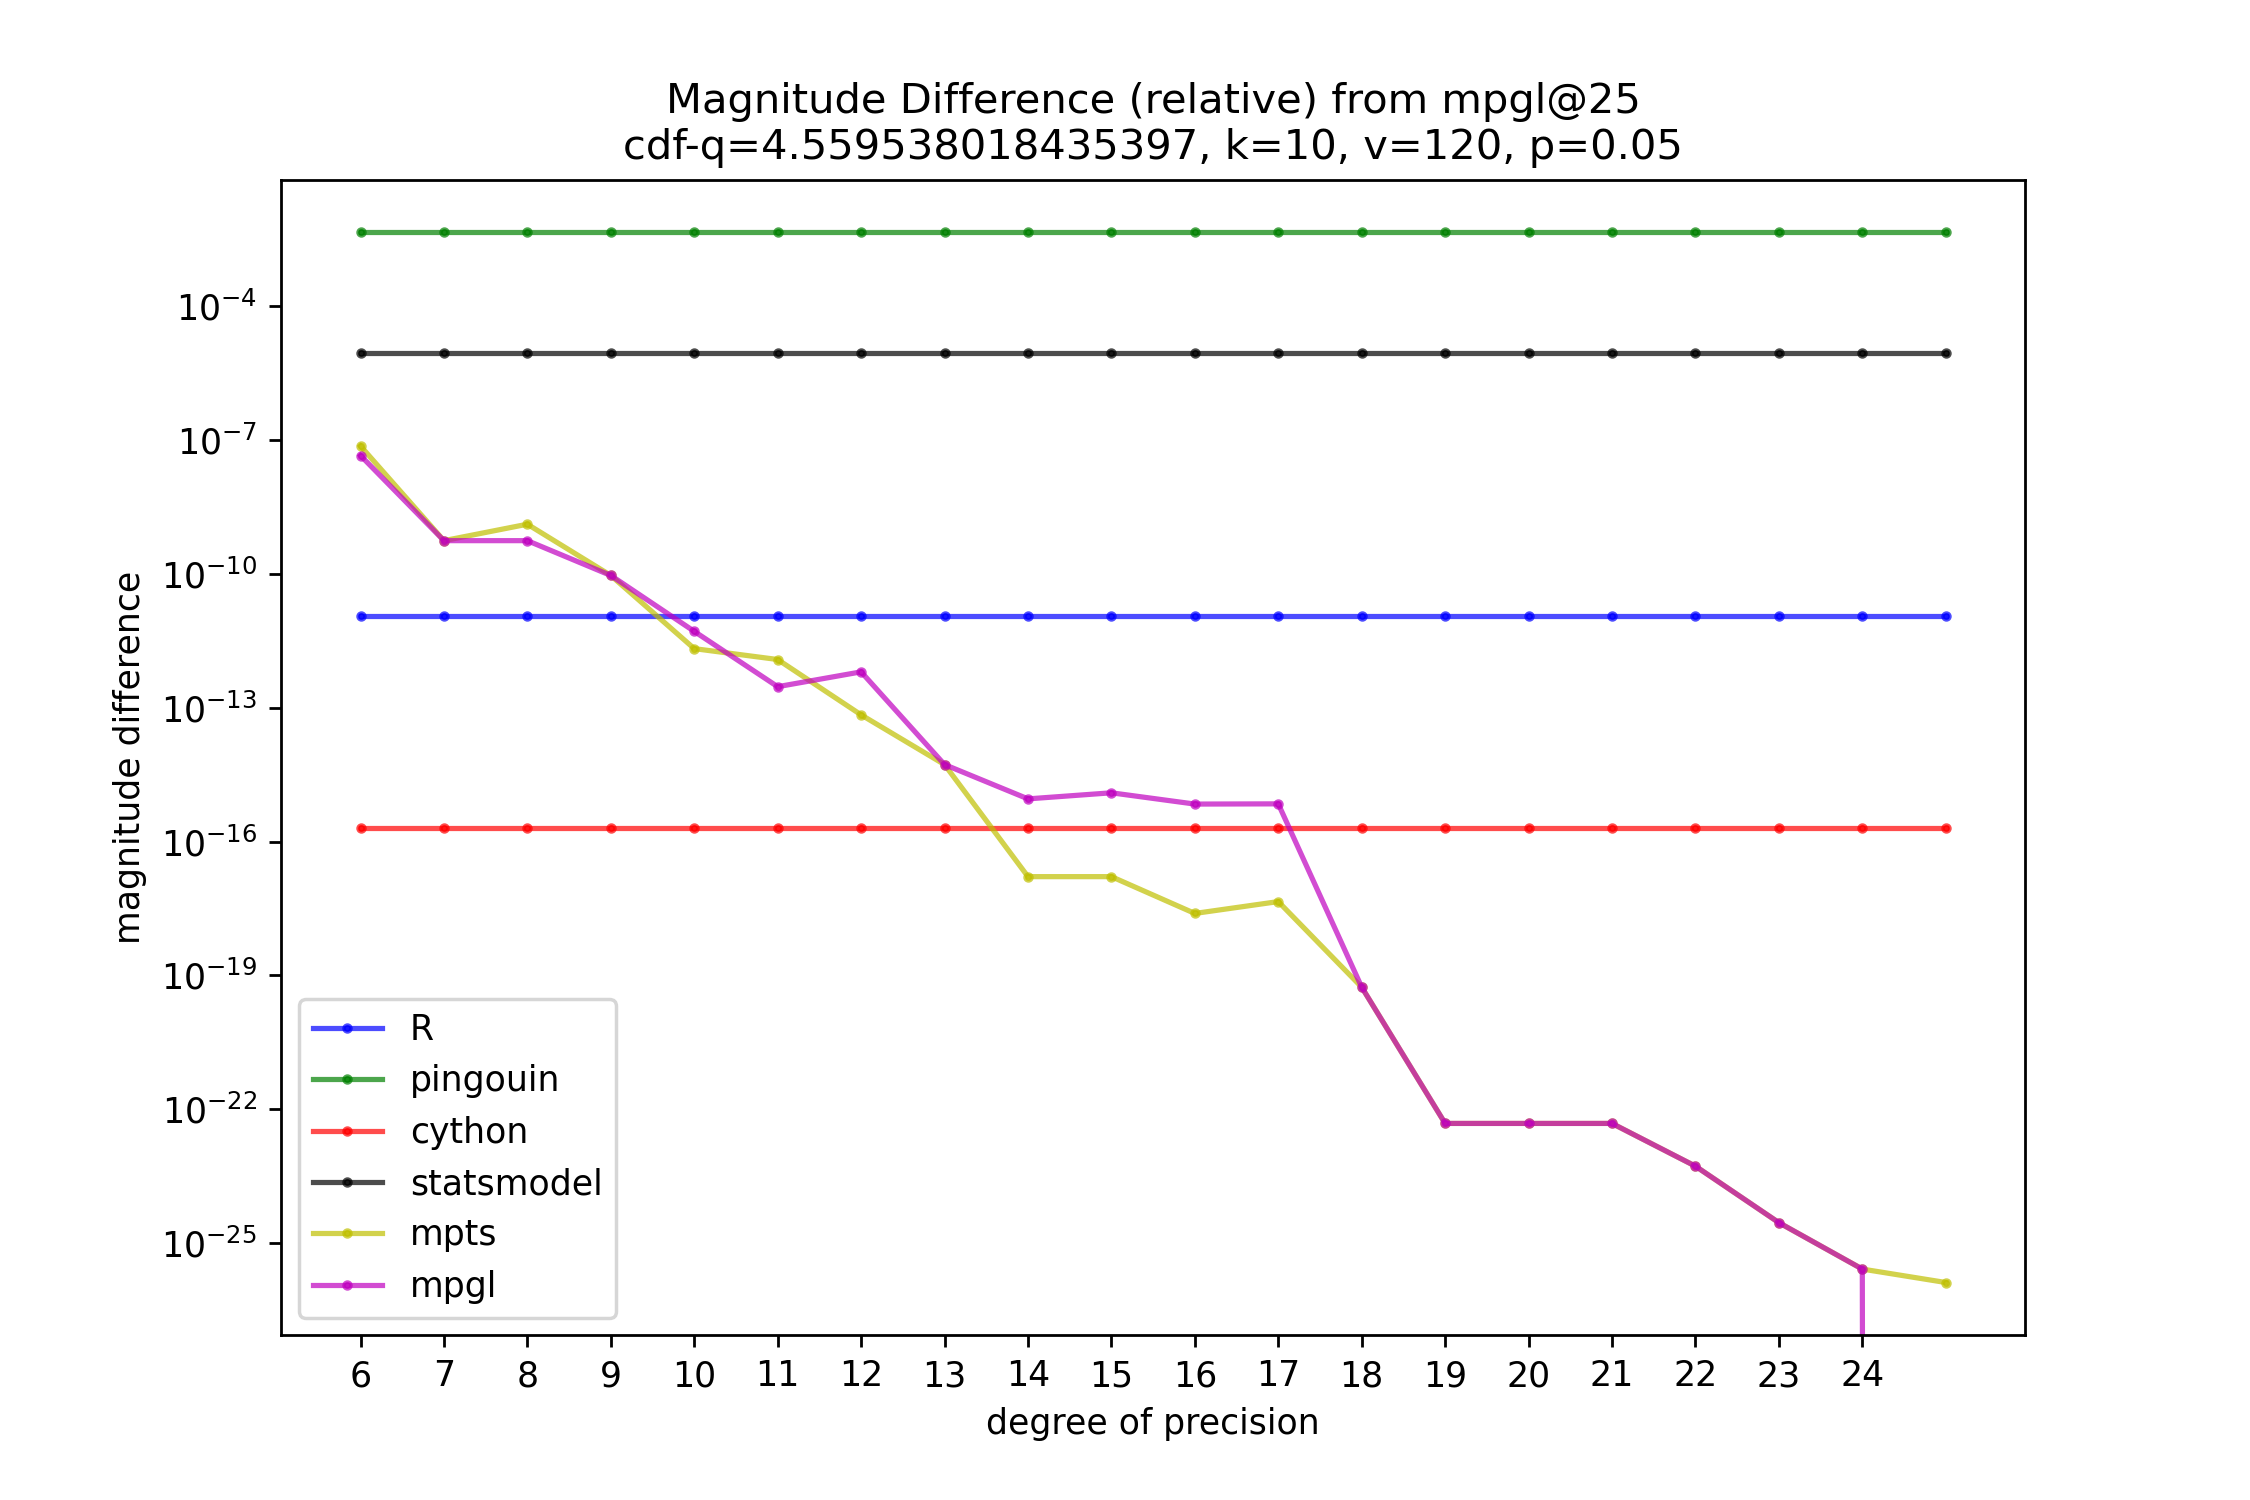 Magnitude Difference (relative) from mpgl@25
cdf-q=4.559538018435397, k=10, v=120, p=0.05
magnitude difference
10⁻⁴
10⁻⁷
10⁻¹⁰
10⁻¹³
10⁻¹⁶
10⁻¹⁹
10⁻²²
10⁻²⁵
R
pingouin
cython
statsmodel
mpts
mpgl
6 7 8 9 10 11 12 13 14 15 16 17 18 19 20 21 22 23 24
degree of precision